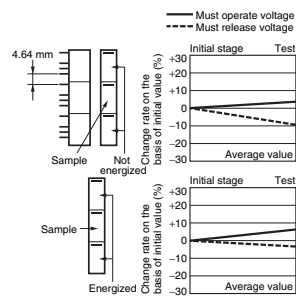 Must operate voltage
Must release voltage
4.64 mm
Sample
Not
energized
Change rate on the
basis of initial value (%)
Initial stage
Test
+30
+20
+10
0
−10
−20
−30
Average value
Sample
Energized
Change rate on the
basis of initial value (%)
Initial stage
Test
+30
+20
+10
0
−10
−20
−30
Average value